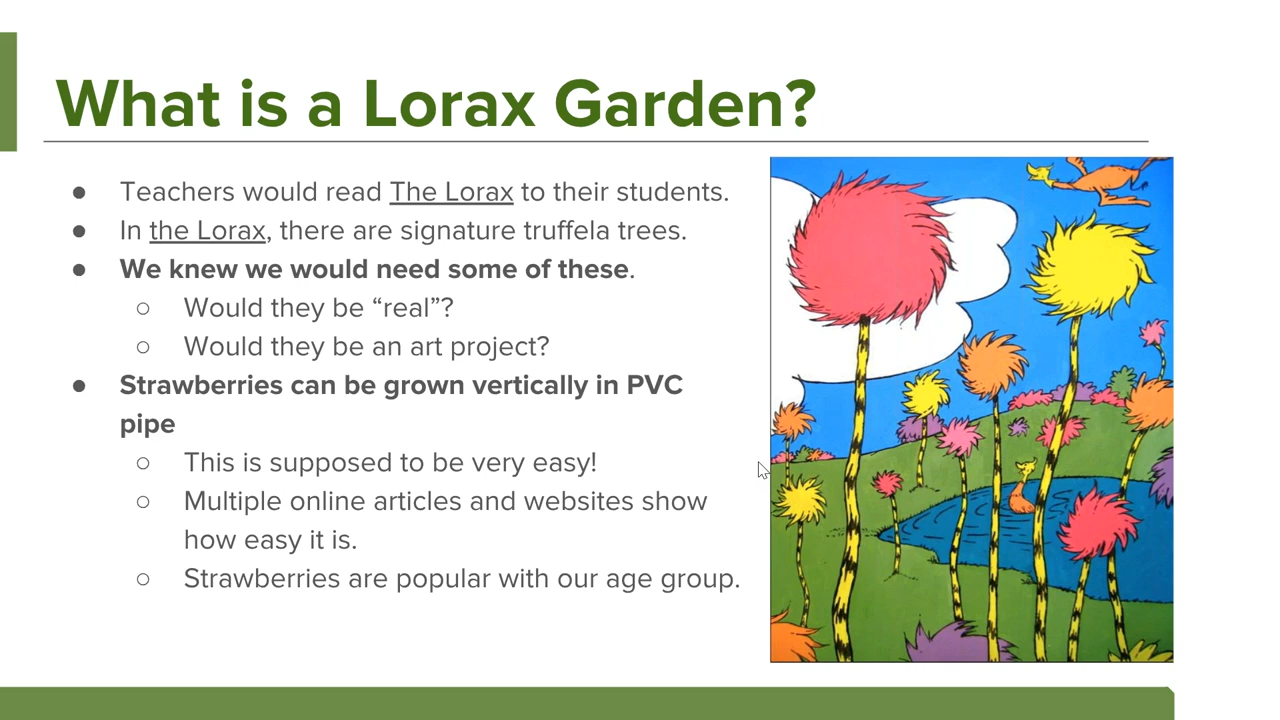 What is a Lorax Garden?
● Teachers would read The Lorax to their students.
● In the Lorax, there are signature truffela trees.
● We knew we would need some of these.
○ Would they be “real”?
○ Would they be an art project?
● Strawberries can be grown vertically in PVC
pipe
○ This is supposed to be very easy!
○ Multiple online articles and websites show
how easy it is.
○ Strawberries are popular with our age group.